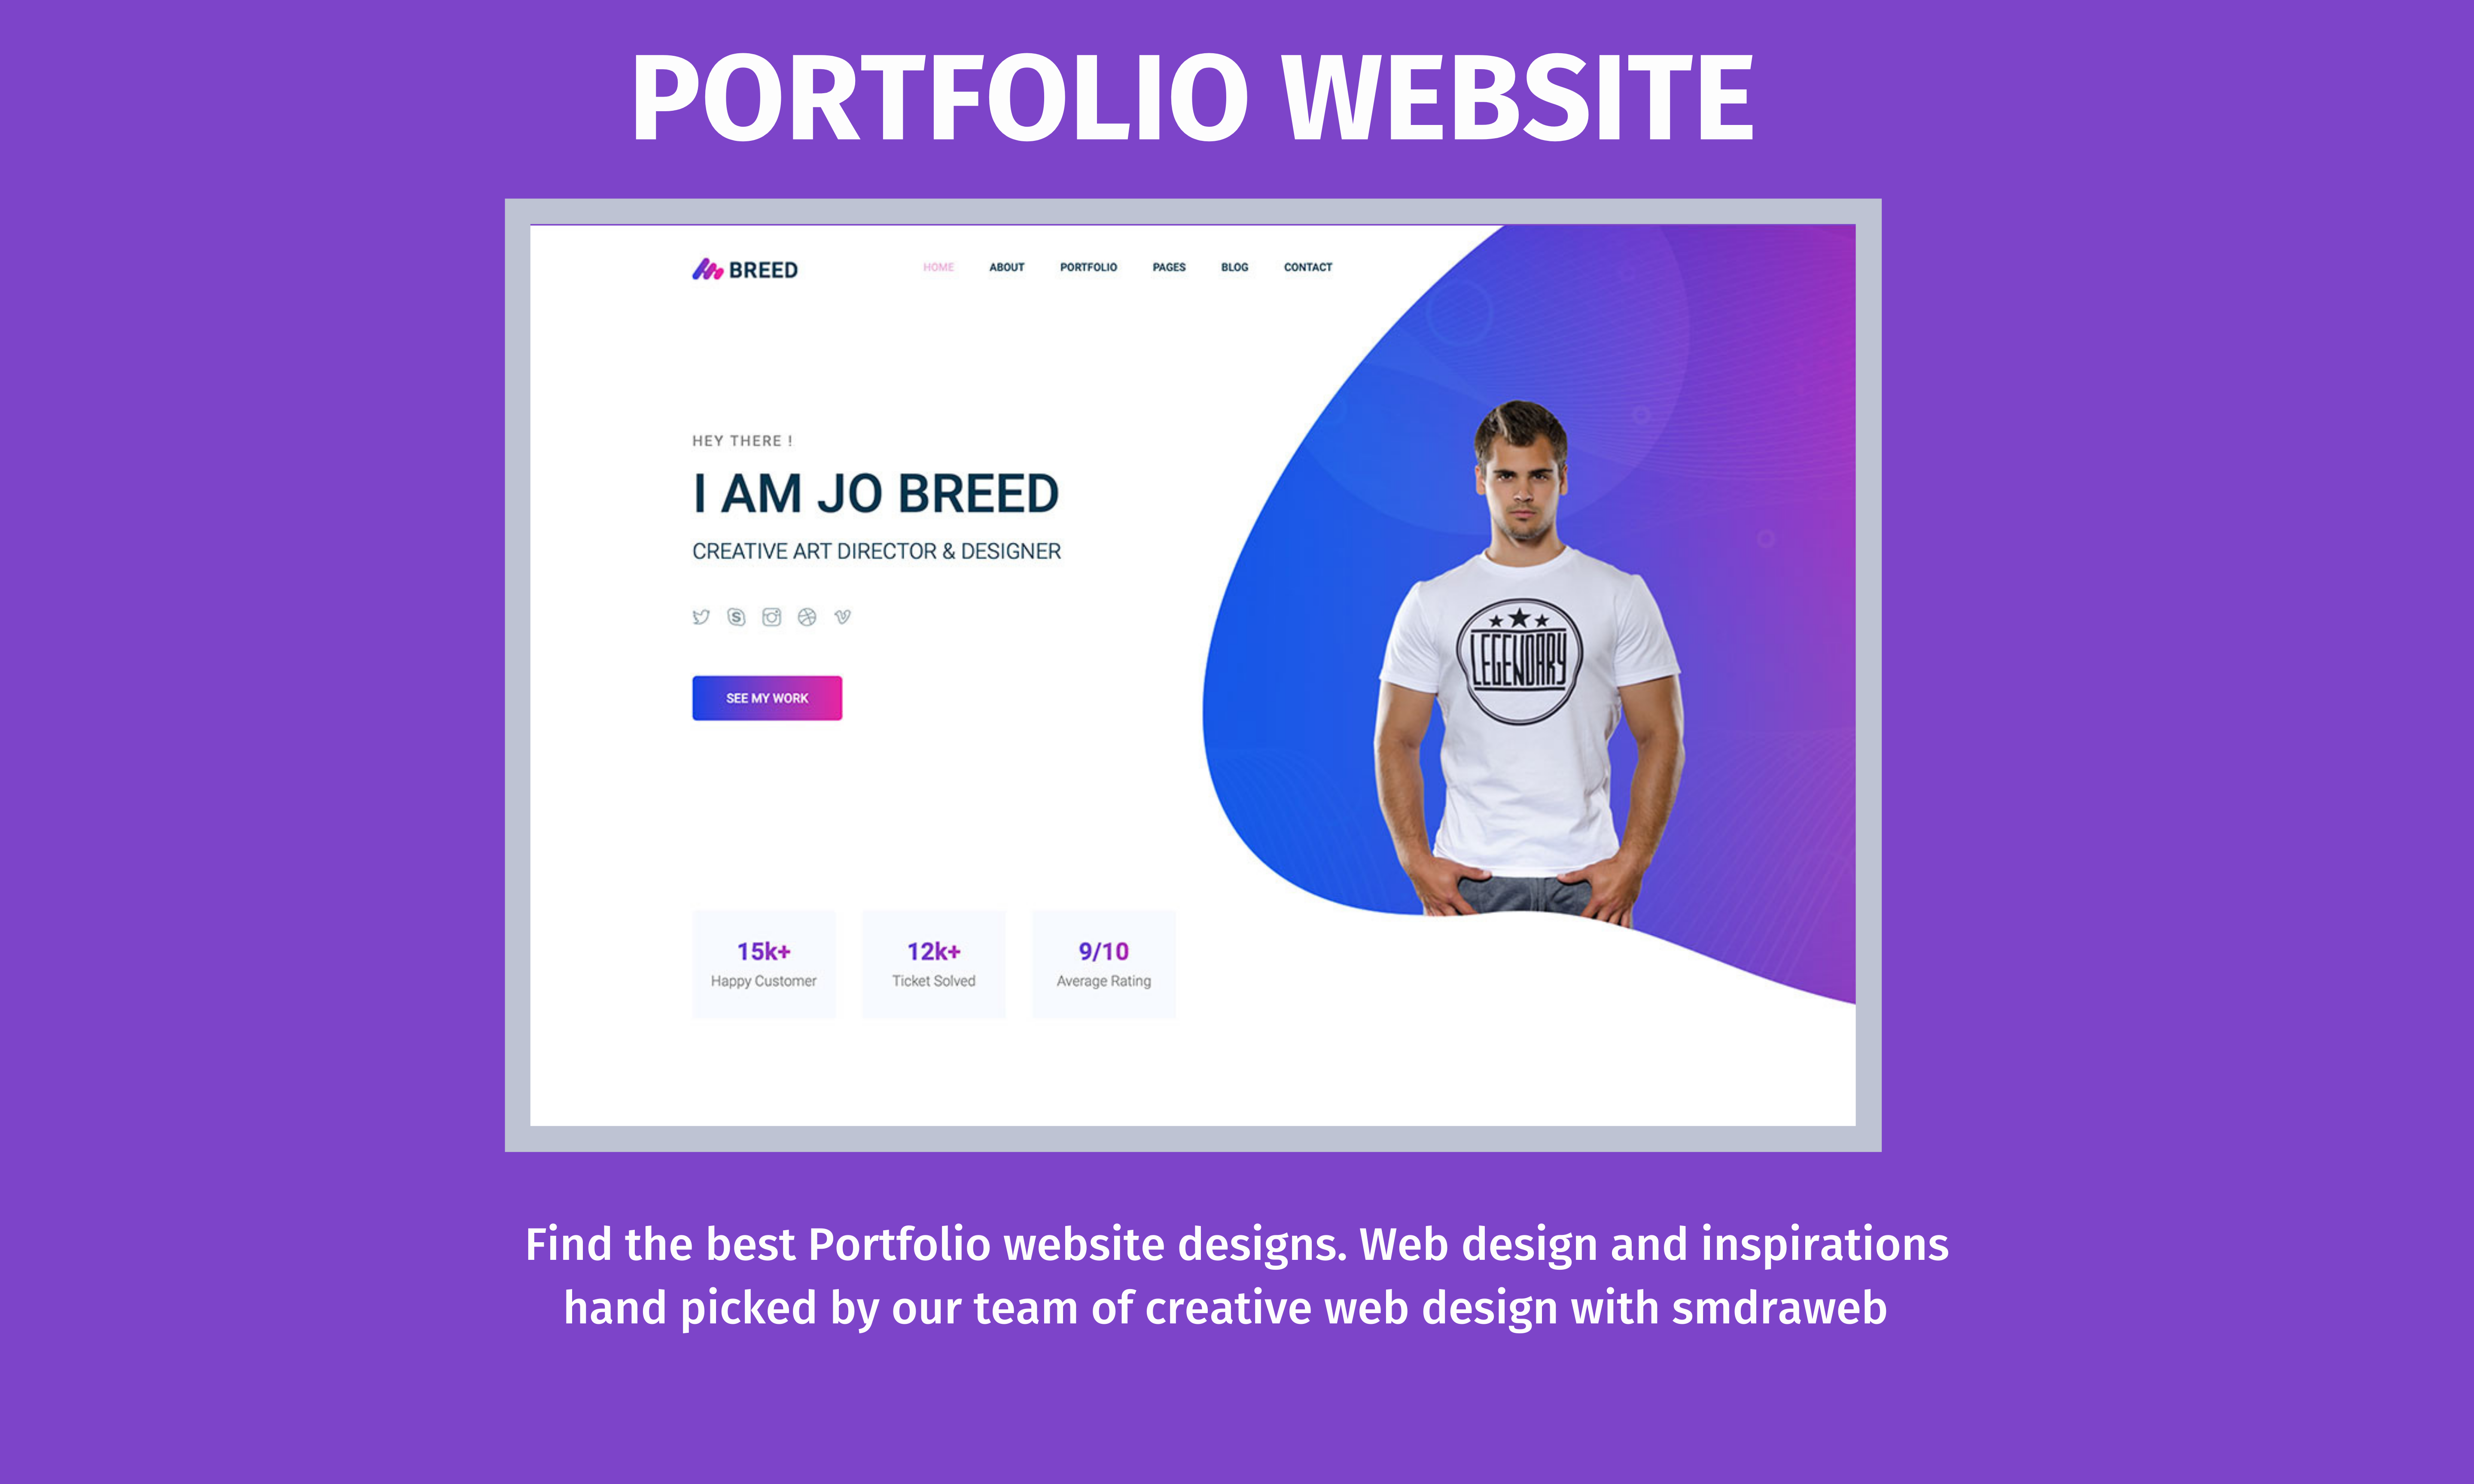 PORTFOLIO WEBSITE
BREED
HOME ABOUT PORTFOLIO PAGES BLOG CONTACT
HEY THERE !
I AM JO BREED
CREATIVE ART DIRECTOR & DESIGNER
SEE MY WORK
LEGENDARY
15k+ 12k+ 9/10
Happy Customer Ticket Solved Average Rating
Find the best Portfolio website designs. Web design and inspirations
hand picked by our team of creative web design with smdraweb